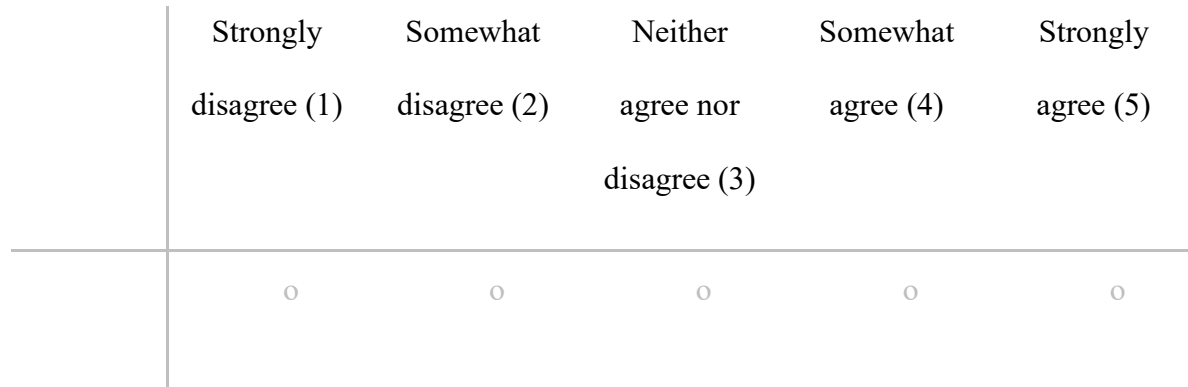 Strongly Somewhat Neither Somewhat Strongly
disagree (1) disagree (2) agree nor agree (4) agree (5)
disagree (3)
o o o o o